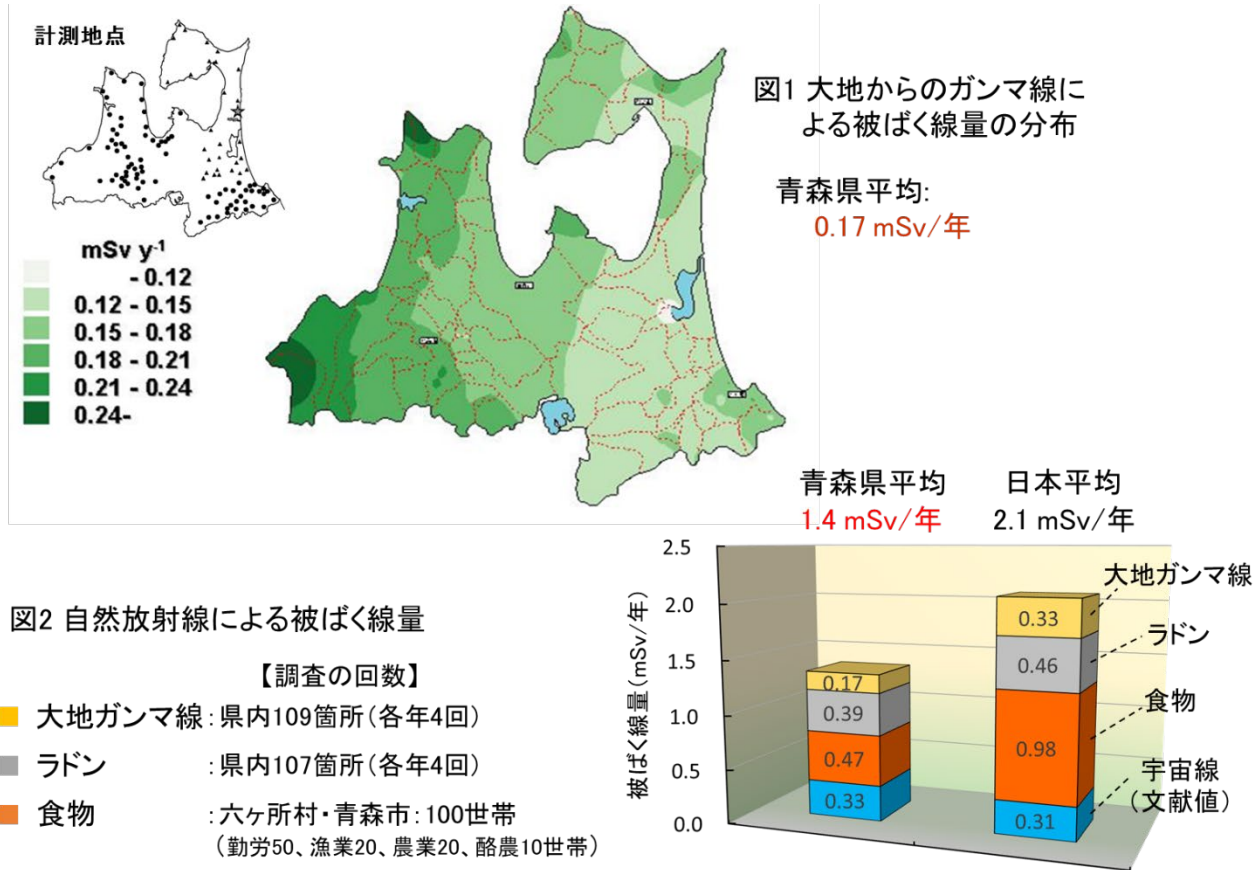 計測地点
mSv y⁻¹
- 0.12
0.12 - 0.15
0.15 - 0.18
0.18 - 0.21
0.21 - 0.24
0.24-
図1 大地からのガンマ線に
よる被ばく線量の分布
青森県平均:
0.17 mSv/年
図2 自然放射線による被ばく線量
【調査の回数】
大地ガンマ線：県内109箇所(各年4回)
ラドン ：県内107箇所(各年4回)
食物 ：六ヶ所村・青森市：100世帯
(勤労50、漁業20、農業20、酪農10世帯)
青森県平均 日本平均
1.4 mSv/年 2.1 mSv/年
被ばく線量(mSv/年)
2.5
2.0
1.5
1.0
0.5
0.0
0.17
0.39
0.47
0.33
0.33
0.46
0.98
0.31
大地ガンマ線
ラドン
食物
宇宙線
(文献値)